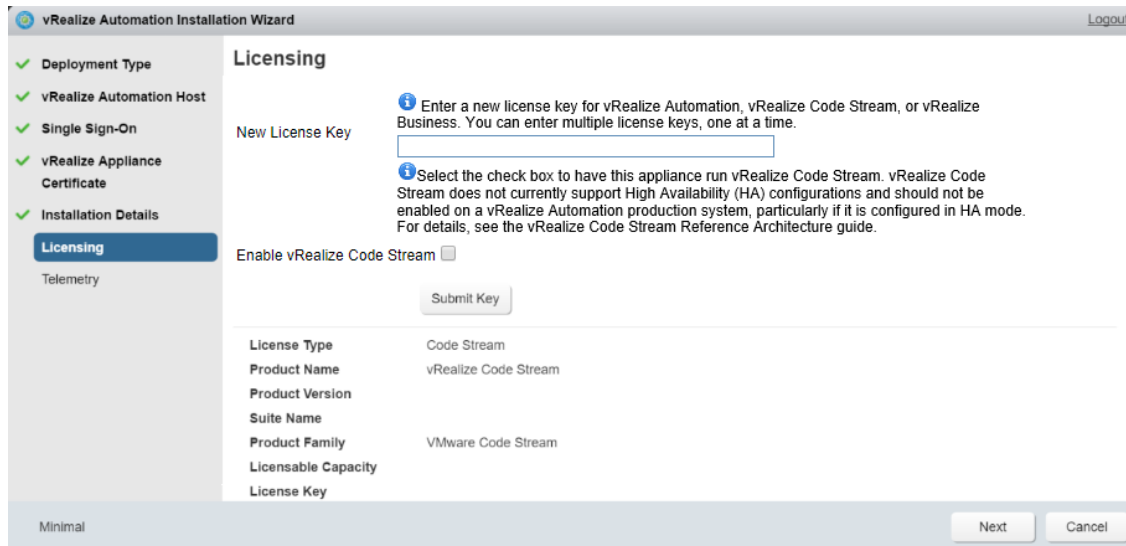 vRealize Automation Installation Wizard
Logout
Deployment Type
vRealize Automation Host
Single Sign-On
vRealize Appliance
Certificate
Installation Details
Licensing
Telemetry
Licensing
New License Key
Enter a new license key for vRealize Automation, vRealize Code Stream, or vRealize
Business. You can enter multiple license keys, one at a time.
Select the check box to have this appliance run vRealize Code Stream. vRealize Code
Stream does not currently support High Availability (HA) configurations and should not be
enabled on a vRealize Automation production system, particularly if it is configured in HA mode.
For details, see the vRealize Code Stream Reference Architecture guide.
Enable vRealize Code Stream
Submit Key
License Type Code Stream
Product Name vRealize Code Stream
Product Version
Suite Name
Product Family VMware Code Stream
Licensable Capacity
License Key
Minimal
Next
Cancel